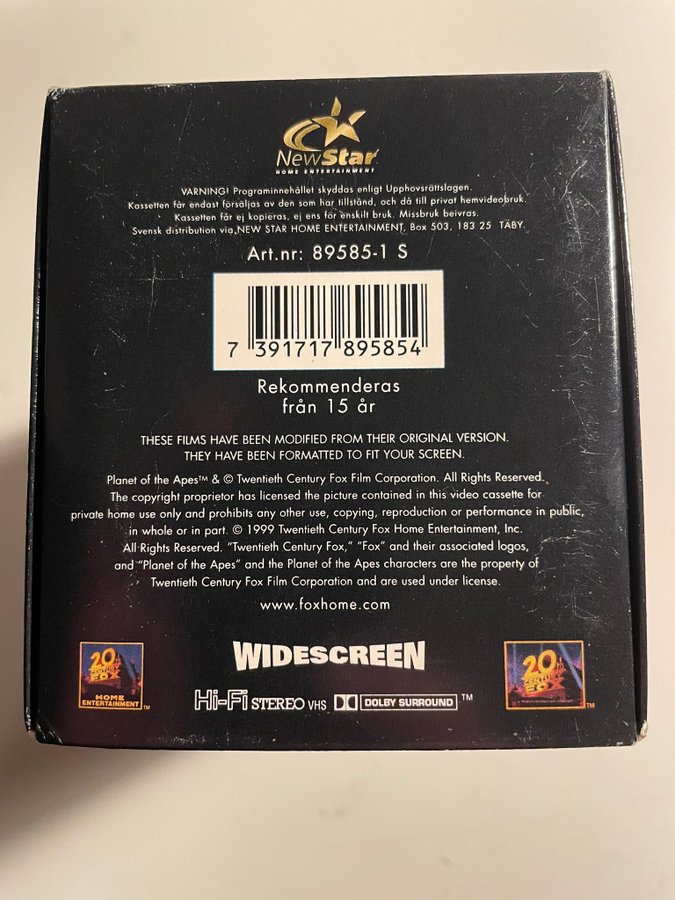 NewStar
HOME ENTERTAINMENT
VARNING! Programinnehållet skyddas enligt Upphovsrättslagen.
Kassetten får endast försäljas av den som har tillstånd, och då till privat hemvideobruk.
Kassetten får ej kopieras, ej ens för enskilt bruk. Missbruk beivras.
Svensk distribution via NEW STAR HOME ENTERTAINMENT, Box 503, 183 25 TÄBY.
Art.nr: 89585-1 S
7 391717 895854
Rekommenderas
från 15 år
THESE FILMS HAVE BEEN MODIFIED FROM THEIR ORIGINAL VERSION.
THEY HAVE BEEN FORMATTED TO FIT YOUR SCREEN.
Planet of the Apes™ & © Twentieth Century Fox Film Corporation. All Rights Reserved.
The copyright proprietor has licensed the picture contained in this video cassette for
private home use only and prohibits any other use, copying, reproduction or performance in public,
in whole or in part. © 1999 Twentieth Century Fox Home Entertainment, Inc.
All Rights Reserved. “Twentieth Century Fox,” “Fox” and their associated logos,
and “Planet of the Apes” and the Planet of the Apes characters are the property of
Twentieth Century Fox Film Corporation and are used under license.
www.foxhome.com
WIDESCREEN
20th CENTURY FOX
HOME ENTERTAINMENT™
Hi-Fi STEREO VHS DOLBY SURROUND™
20th CENTURY FOX™